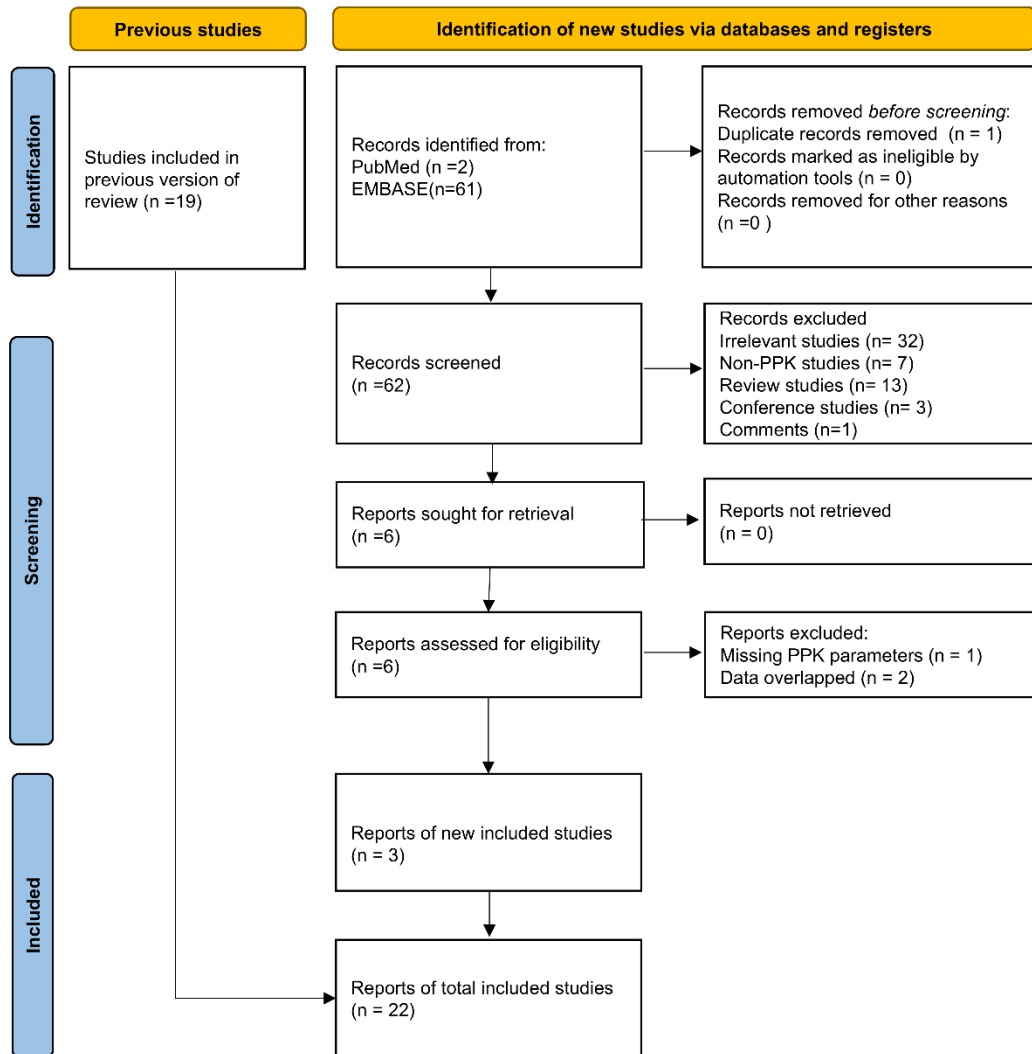 Previous studies
Identification of new studies via databases and registers
Identification
Studies included in
previous version of
review (n =19)
Records identified from:
PubMed (n =2)
EMBASE(n=61)
Records removed before screening:
Duplicate records removed  (n = 1)
Records marked as ineligible by
automation tools (n = 0)
Records removed for other reasons
(n =0 )
Screening
Records screened
(n =62)
Records excluded
Irrelevant studies (n= 32)
Non-PPK studies (n= 7)
Review studies (n= 13)
Conference studies (n= 3)
Comments (n=1)
Reports sought for retrieval
(n =6)
Reports not retrieved
(n = 0)
Reports assessed for eligibility
(n =6)
Reports excluded:
Missing PPK parameters (n = 1)
Data overlapped (n = 2)
Included
Reports of new included studies
(n = 3)
Reports of total included studies
(n = 22)